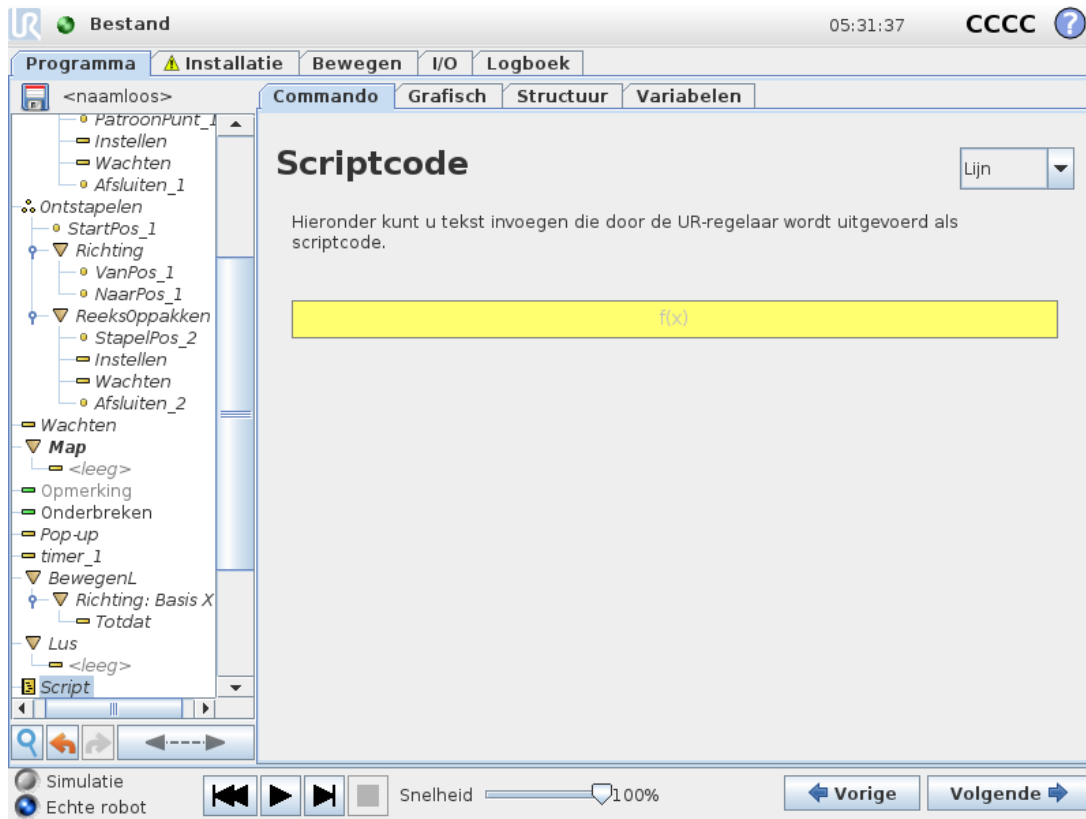 UR Bestand 05:31:37 CCCC ?
Programma Installatie Bewegen I/O Logboek
<naamloos>
Commando Grafisch Structuur Variabelen
PatroonPunt_1
Instellen
Wachten
Afsluiten_1
Ontstapelen
StartPos_1
Richting
VanPos_1
NaarPos_1
ReeksOppakken
StapelPos_2
Instellen
Wachten
Afsluiten_2
Wachten
Map
<leeg>
Opmerking
Onderbreken
Pop-up
timer_1
BewegenL
Richting: Basis X
Totdat
Lus
<leeg>
Script
Scriptcode
Lijn
Hieronder kunt u tekst invoegen die door de UR-regelaar wordt uitgevoerd als
scriptcode.
f(x)
Simulatie
Echte robot
Snelheid 100%
Vorige Volgende